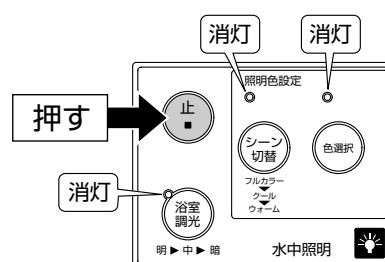 消灯 消灯
照明色設定
押す
止
■
シーン
切替
色選択
フルカラー
▼
クール
▼
ウォーム
消灯
浴室
調光
明▶中▶暗
水中照明